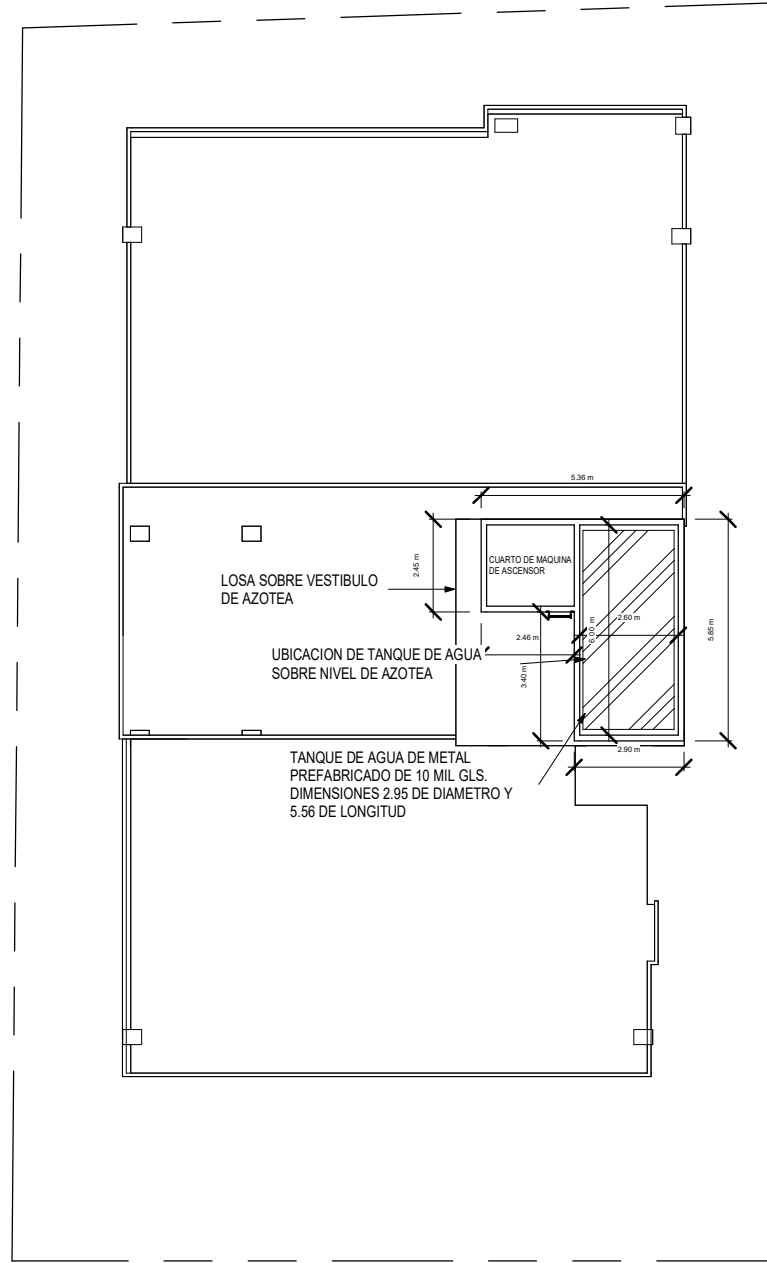 5.36 m
2.45 m
CUARTO DE MAQUINA
DE ASCENSOR
LOSA SOBRE VESTIBULO
DE AZOTEA
2.60 m
6.00 m
5.85 m
2.46 m
UBICACION DE TANQUE DE AGUA
SOBRE NIVEL DE AZOTEA
3.40 m
2.90 m
TANQUE DE AGUA DE METAL
PREFABRICADO DE 10 MIL GLS.
DIMENSIONES 2.95 DE DIAMETRO Y
5.56 DE LONGITUD